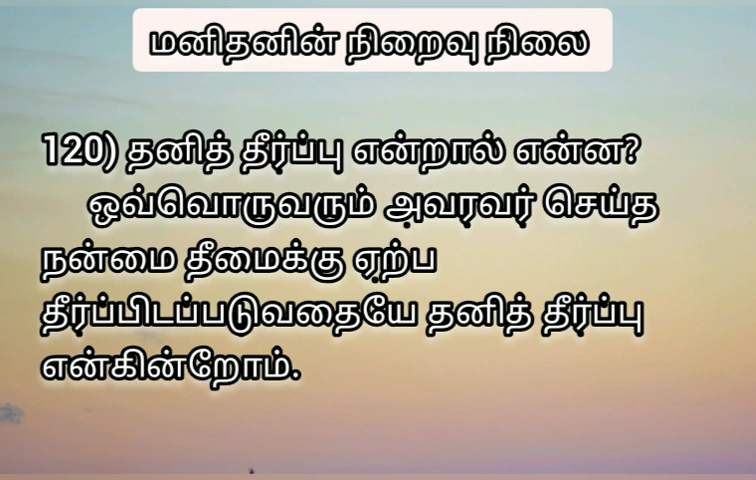 மனிதனின் நிறைவு நிலை
120) தனித் தீர்ப்பு என்றால் என்ன?
ஒவ்வொருவரும் அவரவர் செய்த
நன்மை தீமைக்கு ஏற்ப
தீர்ப்பிடப்படுவதையே தனித் தீர்ப்பு
என்கின்றோம்.